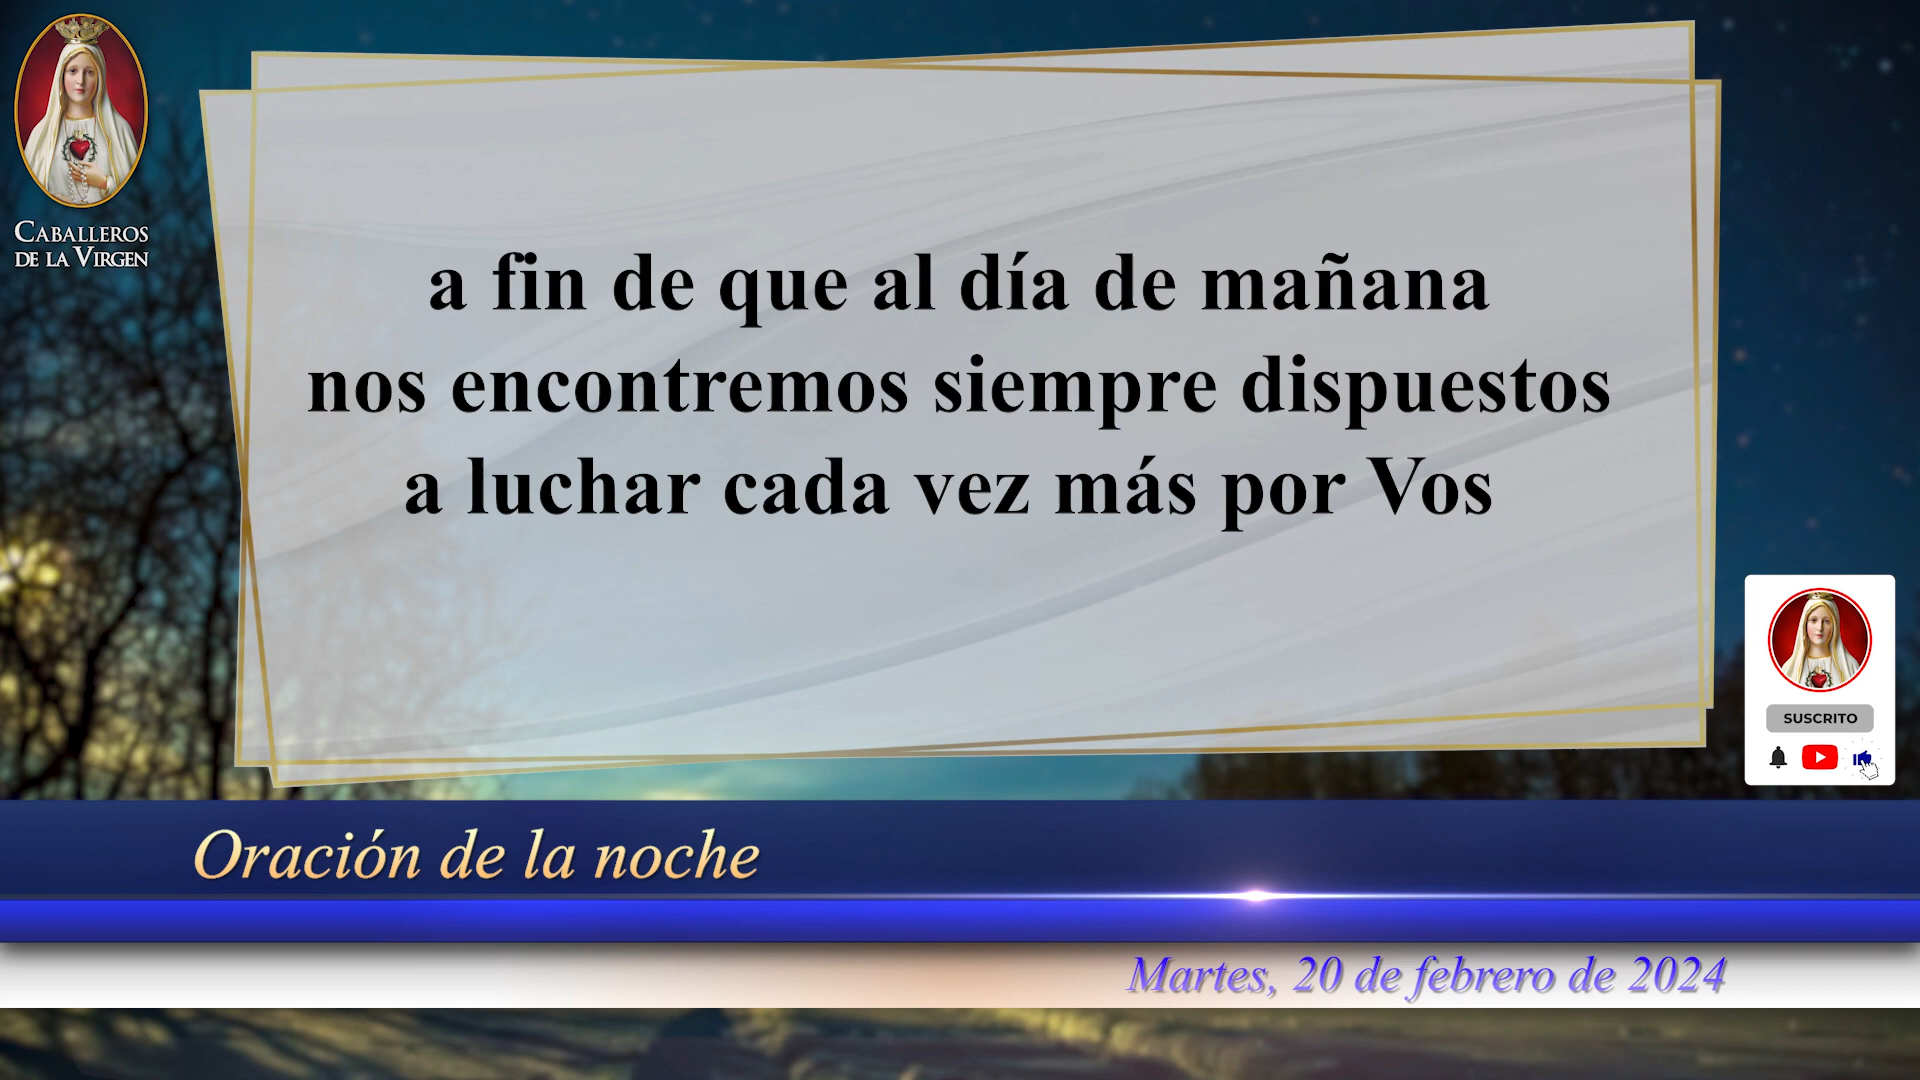 CABALLEROS
DE LA VIRGEN
a fin de que al día de mañana
nos encontremos siempre dispuestos
a luchar cada vez más por Vos
SUSCRITO
Oración de la noche
Martes, 20 de febrero de 2024